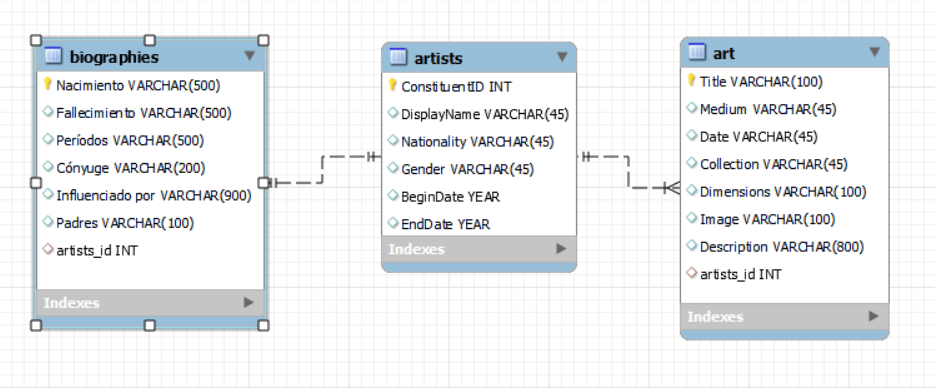 biographies
Nacimiento VARCHAR(500)
Fallecimiento VARCHAR(500)
Períodos VARCHAR(500)
Cónyuge VARCHAR(200)
Influenciado por VARCHAR(900)
Padres VARCHAR(100)
artists_id INT
Indexes
artists
ConstituentID INT
DisplayName VARCHAR(45)
Nationality VARCHAR(45)
Gender VARCHAR(45)
BeginDate YEAR
EndDate YEAR
Indexes
art
Title VARCHAR(100)
Medium VARCHAR(45)
Date VARCHAR(45)
Collection VARCHAR(45)
Dimensions VARCHAR(100)
Image VARCHAR(100)
Description VARCHAR(800)
artists_id INT
Indexes